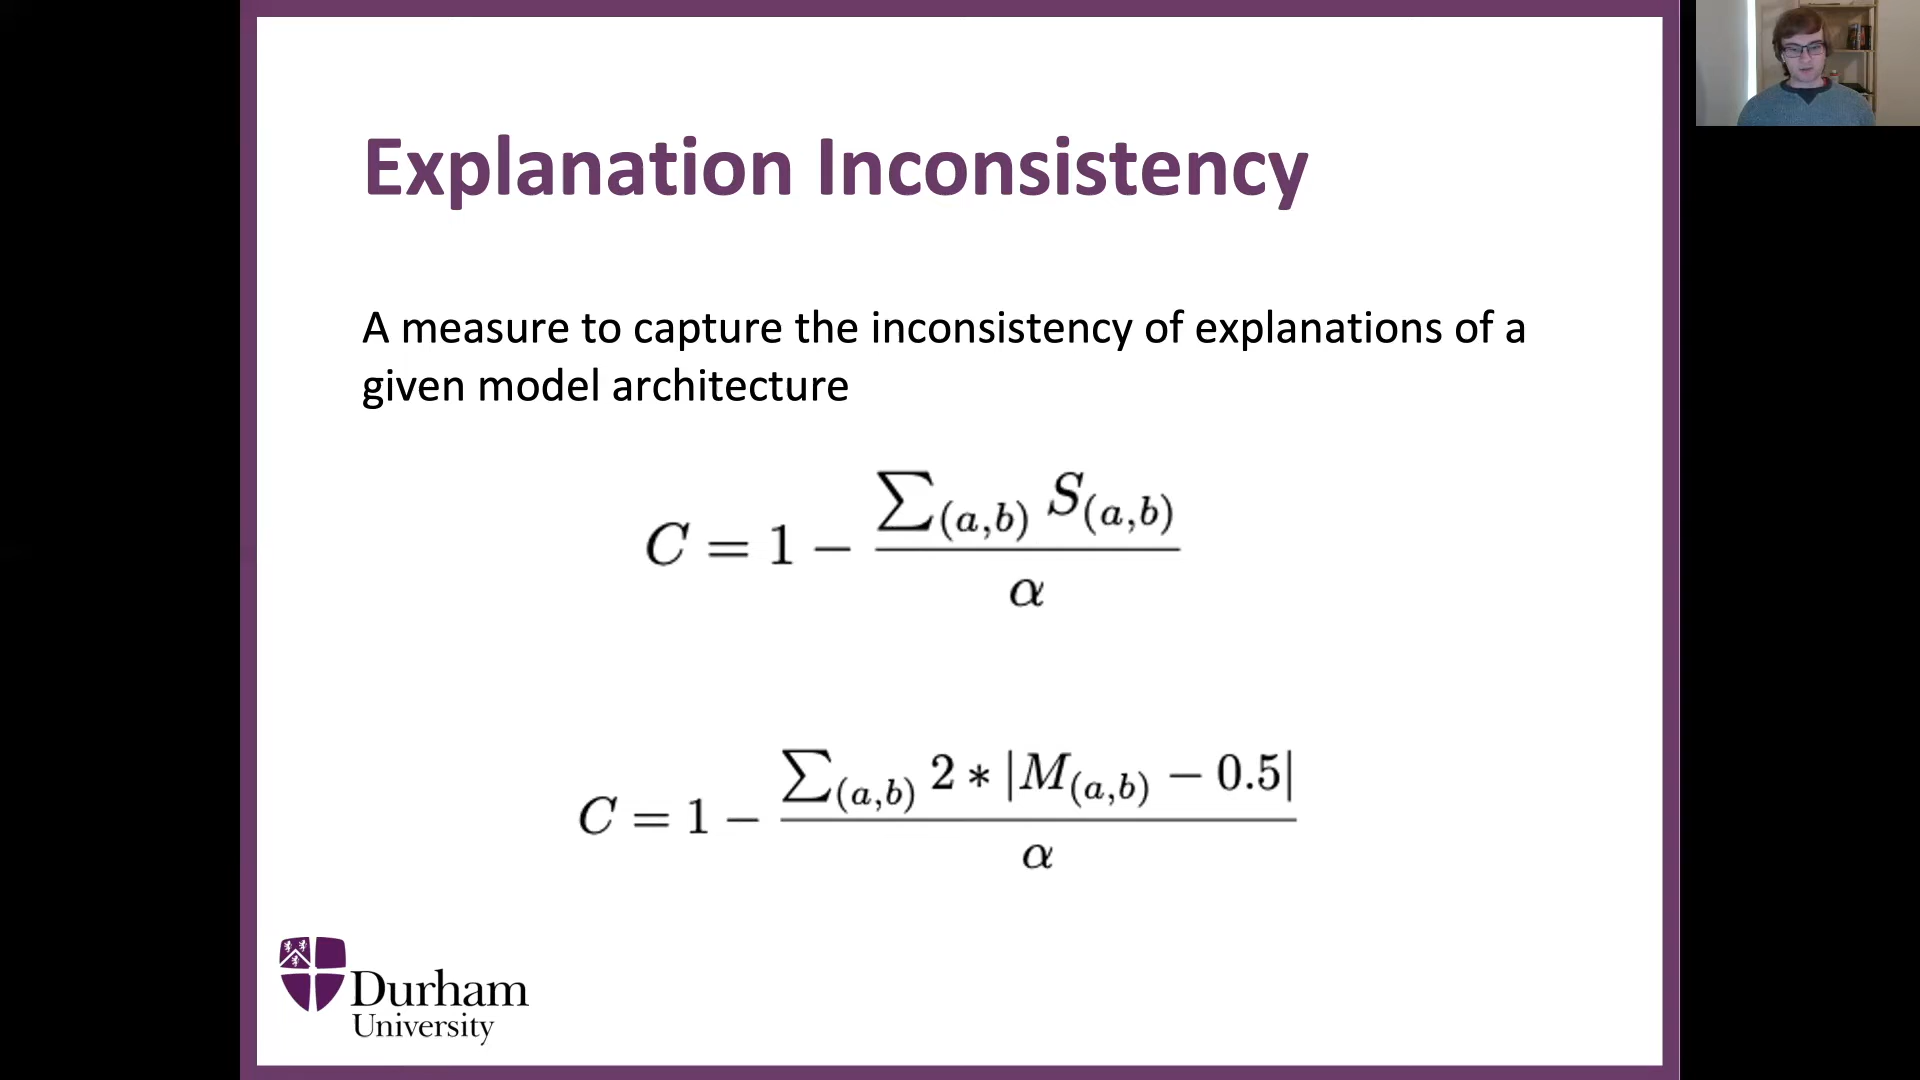 Explanation Inconsistency
A measure to capture the inconsistency of explanations of a
given model architecture
C = 1 − ∑(a,b) S(a,b) / α
C = 1 − ∑(a,b) 2 * |M(a,b) − 0.5| / α
Durham
University